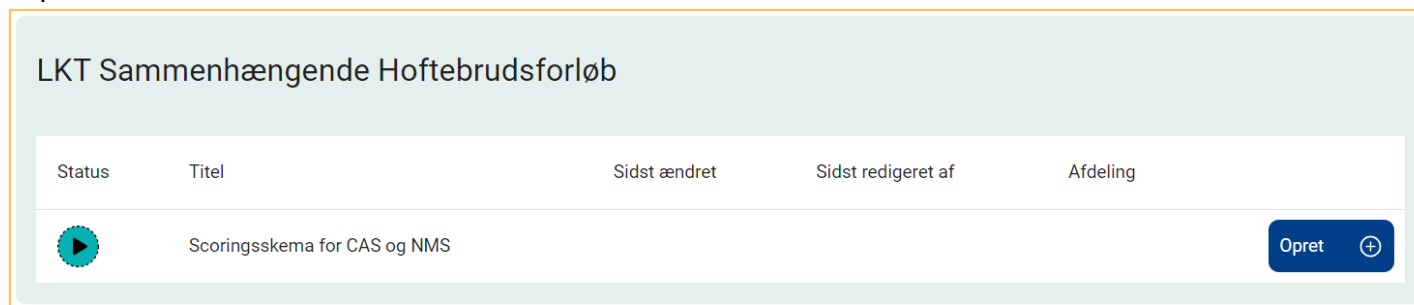 LKT Sammenhængende Hoftebrudsforløb
Status Titel Sidst ændret Sidst redigeret af Afdeling
Scoringsskema for CAS og NMS Opret